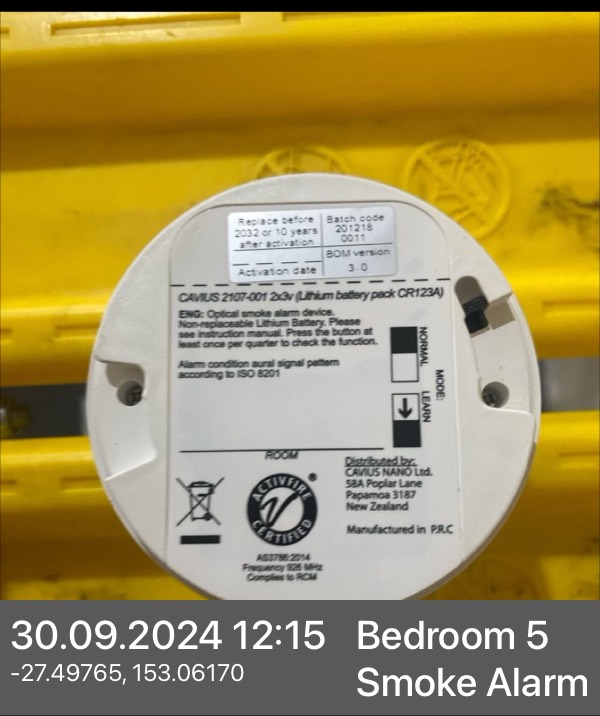 Replace before
2032 or 10 years
after activation
Activation date
Batch code
201218
0011
BOM version
3.0
CAVIUS 2107-001 2x3v (Lithium battery pack CR123A)
ENG: Optical smoke alarm device.
Non-replaceable Lithium Battery. Please
see instruction manual. Press the button at
least once per quarter to check the function.
Alarm condition aural signal pattern
according to ISO 8201
NORMAL
MODE:
LEARN
ROOM
ACTIVFIRE
®
CERTIFIED
AS3786:2014
Frequency 926 MHz
Complies to RCM
Distributed by:
CAVIUS NANO Ltd.
58A Poplar Lane
Papamoa 3187
New Zealand
Manufactured in P.R.C
30.09.2024 12:15
-27.49765, 153.06170
Bedroom 5
Smoke Alarm